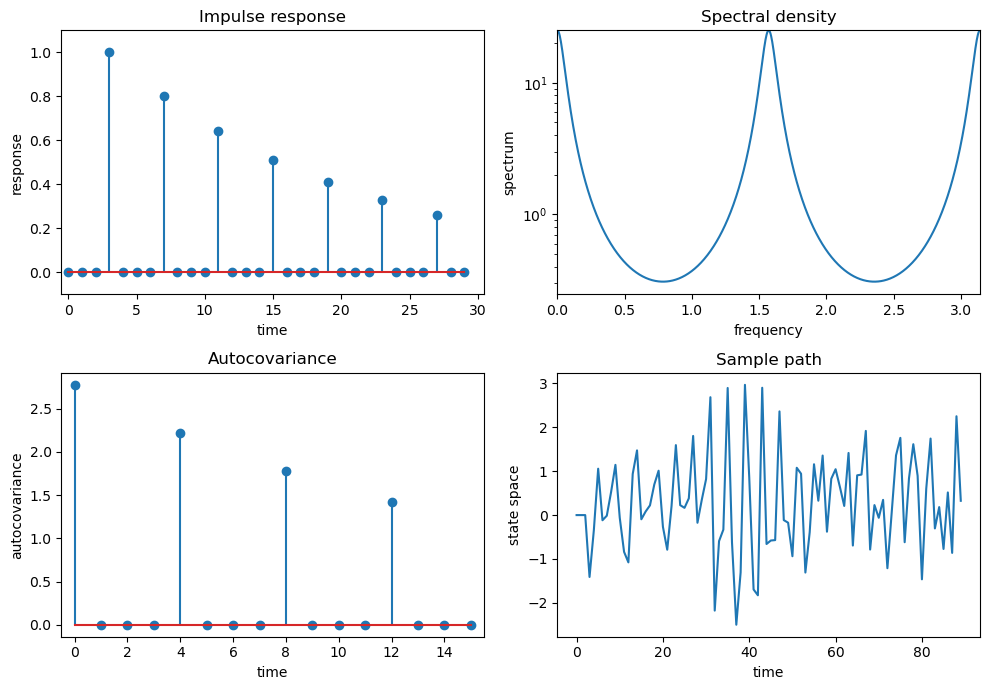 Impulse response
1.0
0.8
0.6
0.4
0.2
0.0
response
0 5 10 15 20 25 30
time
Spectral density
10¹
10⁰
spectrum
0.0 0.5 1.0 1.5 2.0 2.5 3.0
frequency
Autocovariance
2.5
2.0
1.5
1.0
0.5
0.0
autocovariance
0 2 4 6 8 10 12 14
time
Sample path
3
2
1
0
−1
−2
state space
0 20 40 60 80
time